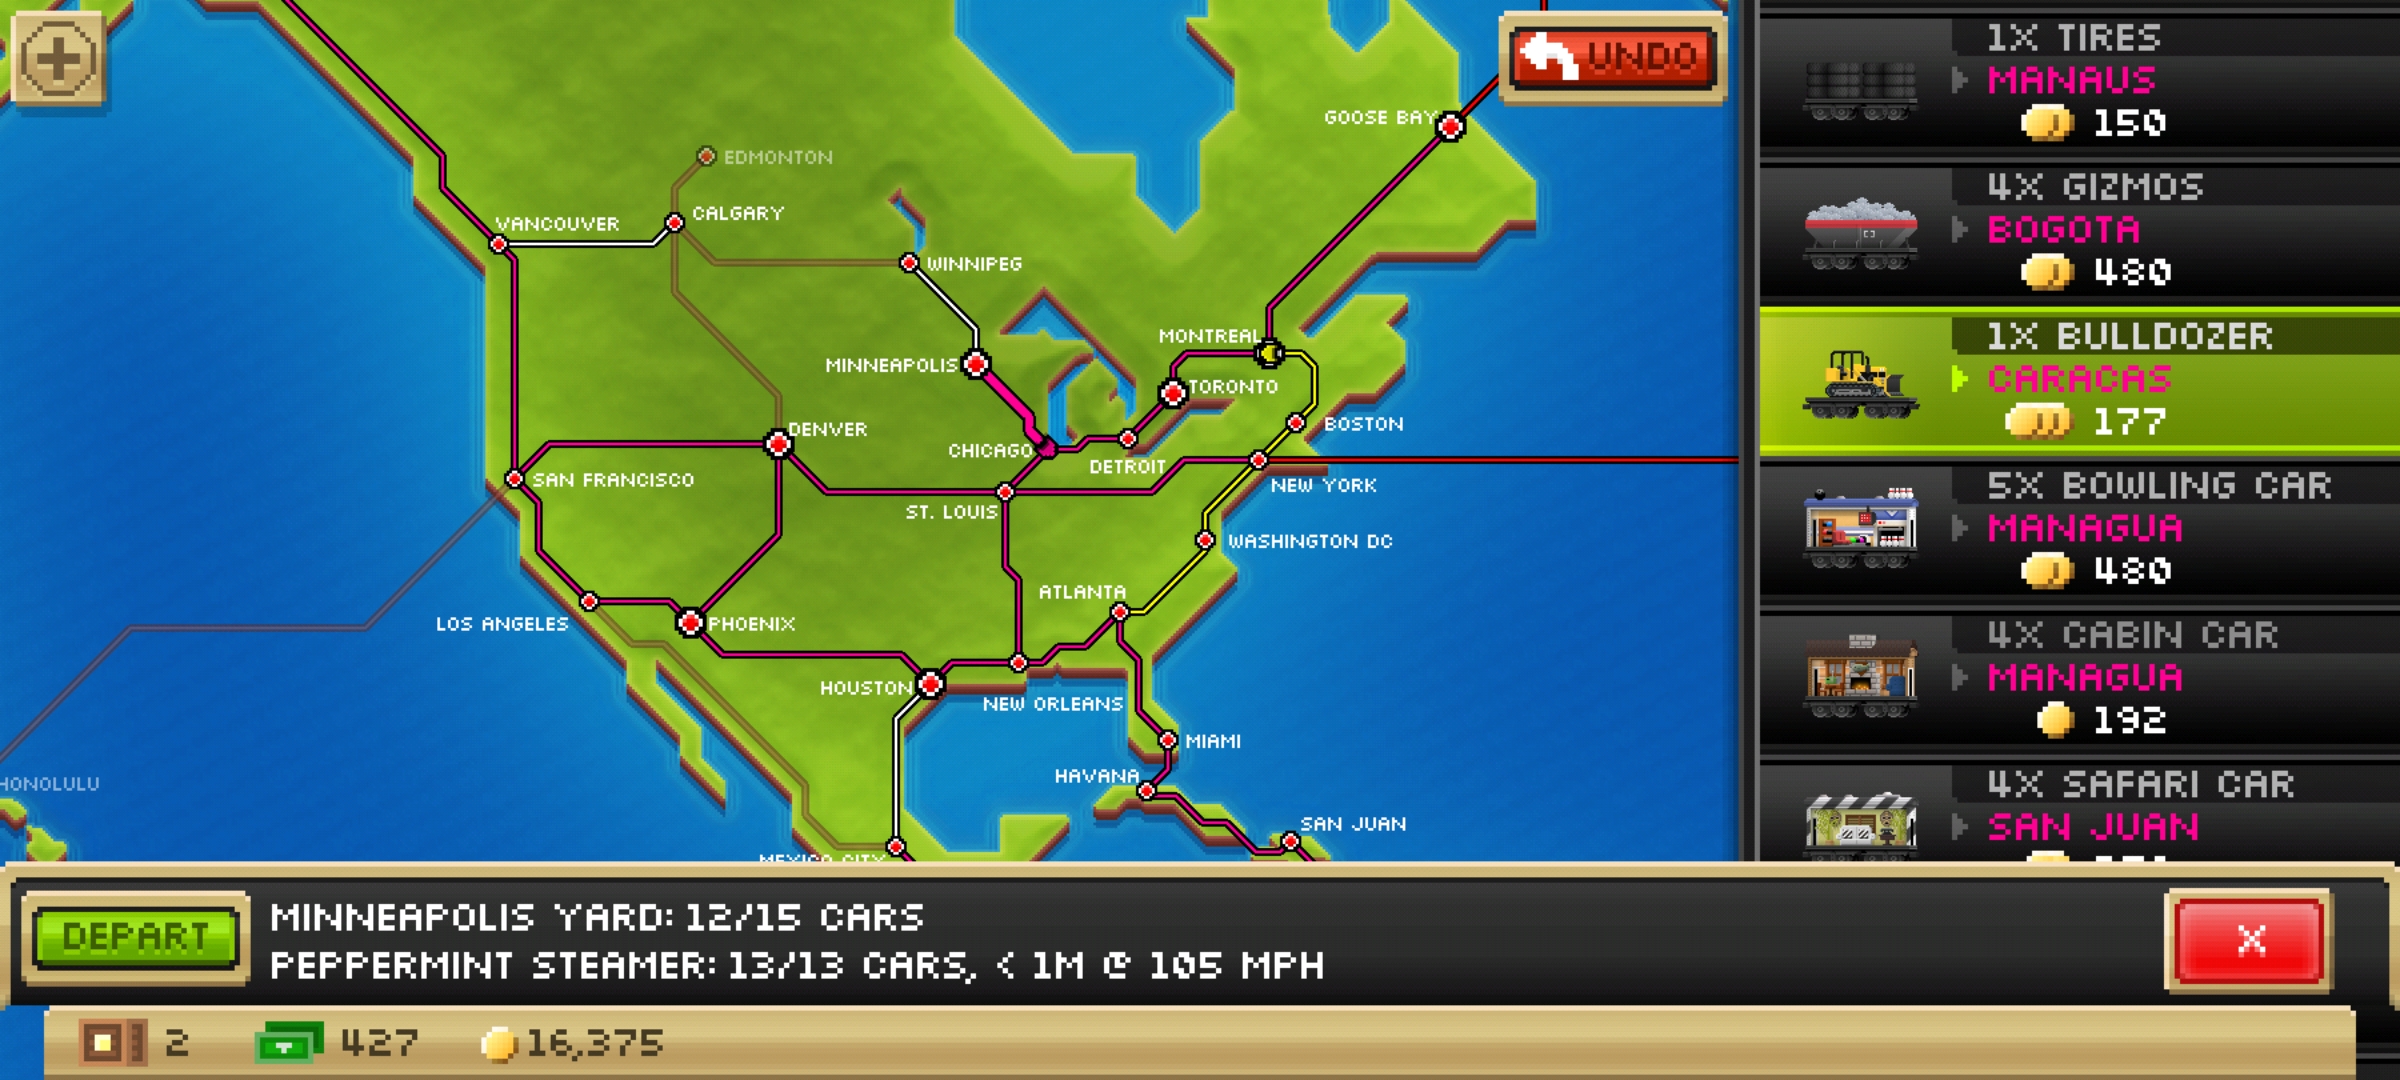 UNDO
GOOSE BAY
EDMONTON
CALGARY
VANCOUVER
WINNIPEG
MONTREAL
MINNEAPOLIS
TORONTO
BOSTON
DENVER
CHICAGO
DETROIT
SAN FRANCISCO
NEW YORK
ST. LOUIS
WASHINGTON DC
ATLANTA
LOS ANGELES
PHOENIX
HOUSTON
NEW ORLEANS
MIAMI
HAVANA
HONOLULU
SAN JUAN
MEXICO CITY
1X TIRES
MANAUS
150
4X GIZMOS
BOGOTA
480
1X BULLDOZER
CARACAS
177
5X BOWLING CAR
MANAGUA
480
4X CABIN CAR
MANAGUA
192
4X SAFARI CAR
SAN JUAN
DEPART
MINNEAPOLIS YARD: 12/15 CARS
PEPPERMINT STEAMER: 13/13 CARS, < 1M @ 105 MPH
X
2
427
16,375